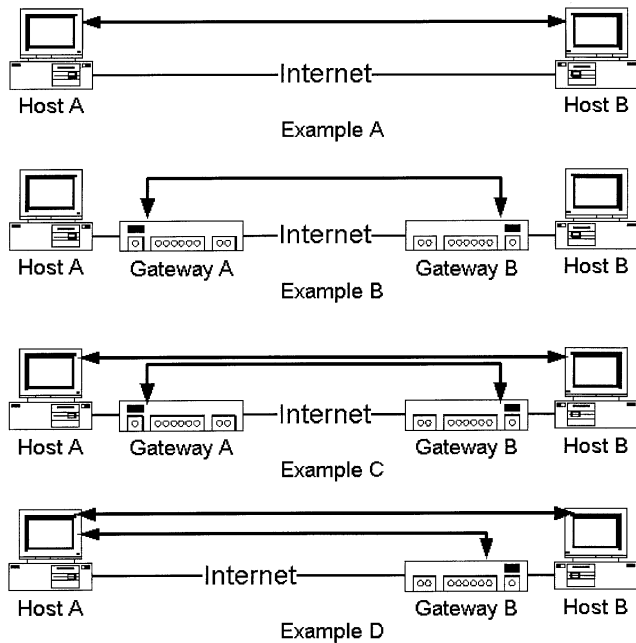 Internet
Host A Host B
Example A
Internet
Host A Gateway A Gateway B Host B
Example B
Internet
Host A Gateway A Gateway B Host B
Example C
Internet
Host A Gateway B Host B
Example D